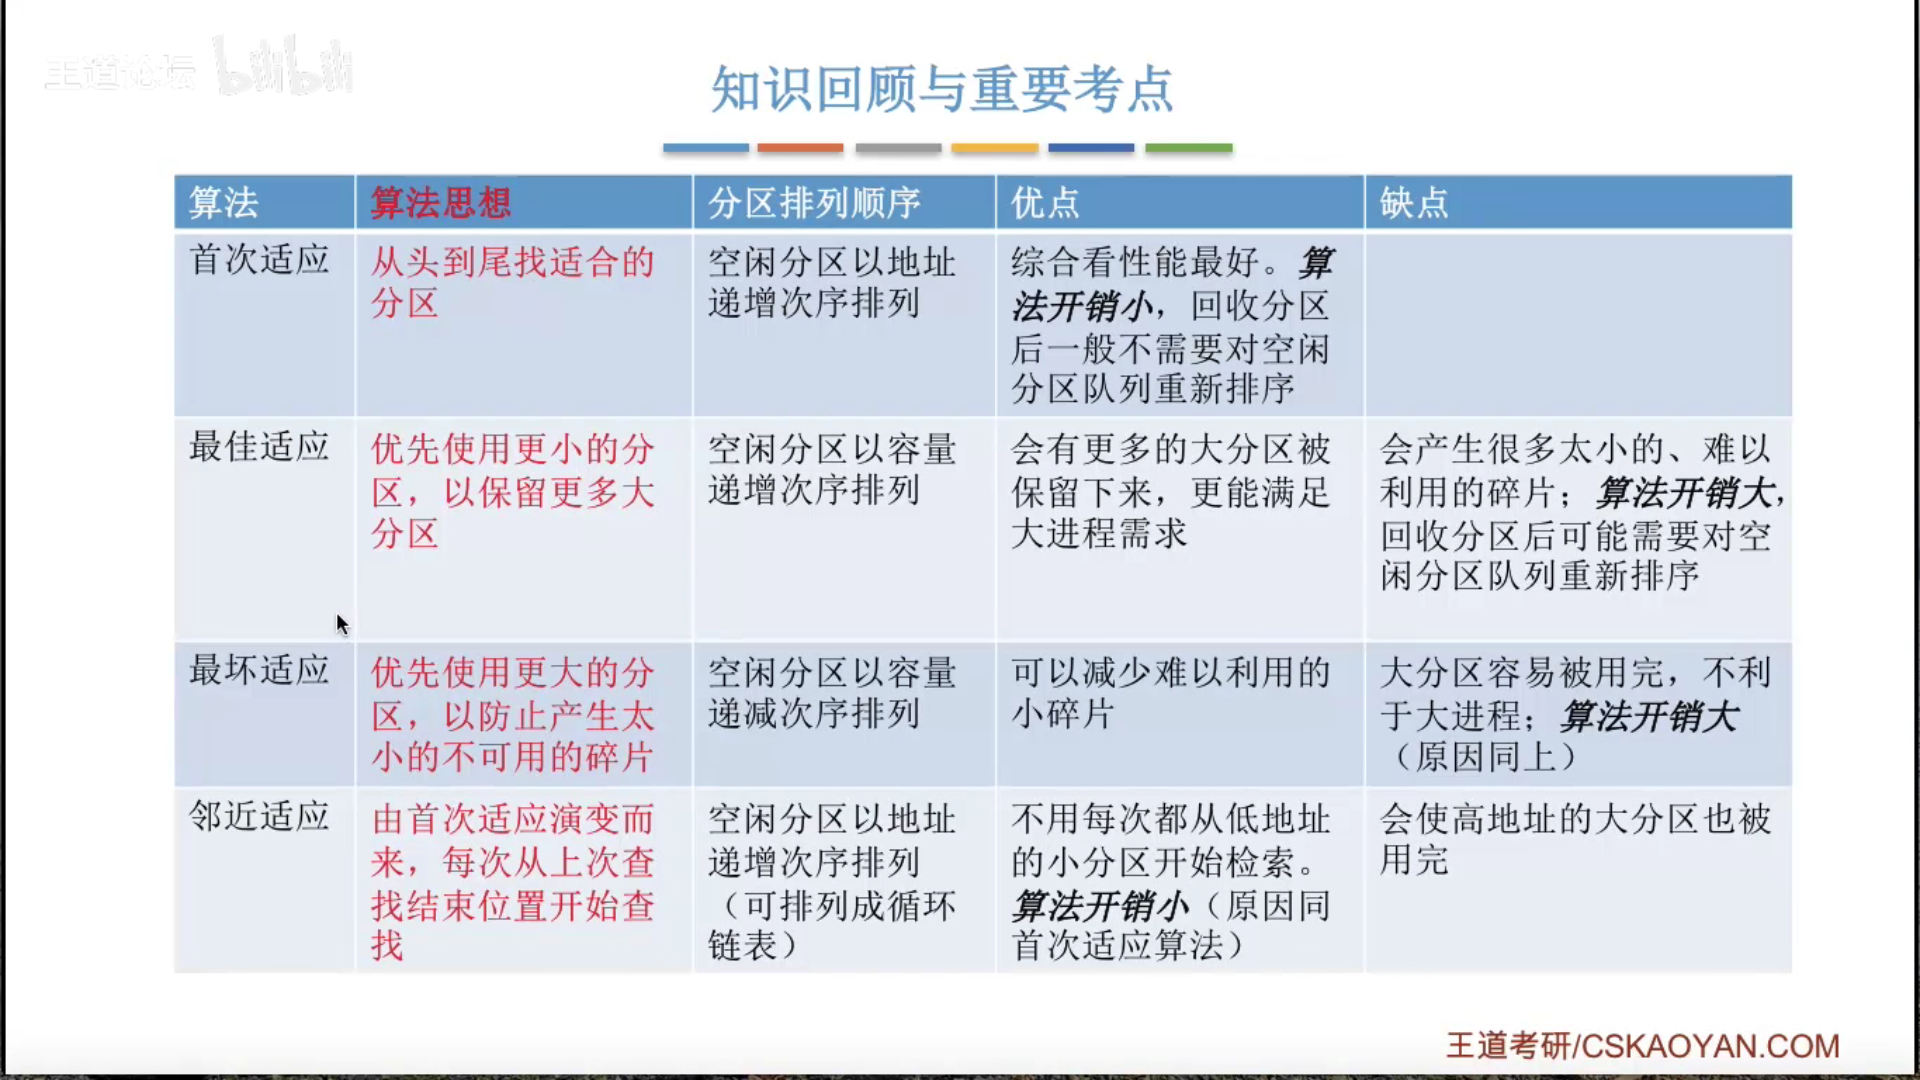 王道论坛 bilibili
知识回顾与重要考点
算法
算法思想
分区排列顺序
优点
缺点
首次适应
从头到尾找适合的
分区
空闲分区以地址
递增次序排列
综合看性能最好。算
法开销小，回收分区
后一般不需要对空闲
分区队列重新排序
最佳适应
优先使用更小的分
区，以保留更多大
分区
空闲分区以容量
递增次序排列
会有更多的大分区被
保留下来，更能满足
大进程需求
会产生很多太小的、难以
利用的碎片；算法开销大，
回收分区后可能需要对空
闲分区队列重新排序
最坏适应
优先使用更大的分
区，以防止产生太
小的不可用的碎片
空闲分区以容量
递减次序排列
可以减少难以利用的
小碎片
大分区容易被用完，不利
于大进程；算法开销大
（原因同上）
邻近适应
由首次适应演变而
来，每次从上次查
找结束位置开始查
找
空闲分区以地址
递增次序排列
（可排列成循环
链表）
不用每次都从低地址
的小分区开始检索。
算法开销小（原因同
首次适应算法）
会使高地址的大分区也被
用完
王道考研/CSKAOYAN.COM